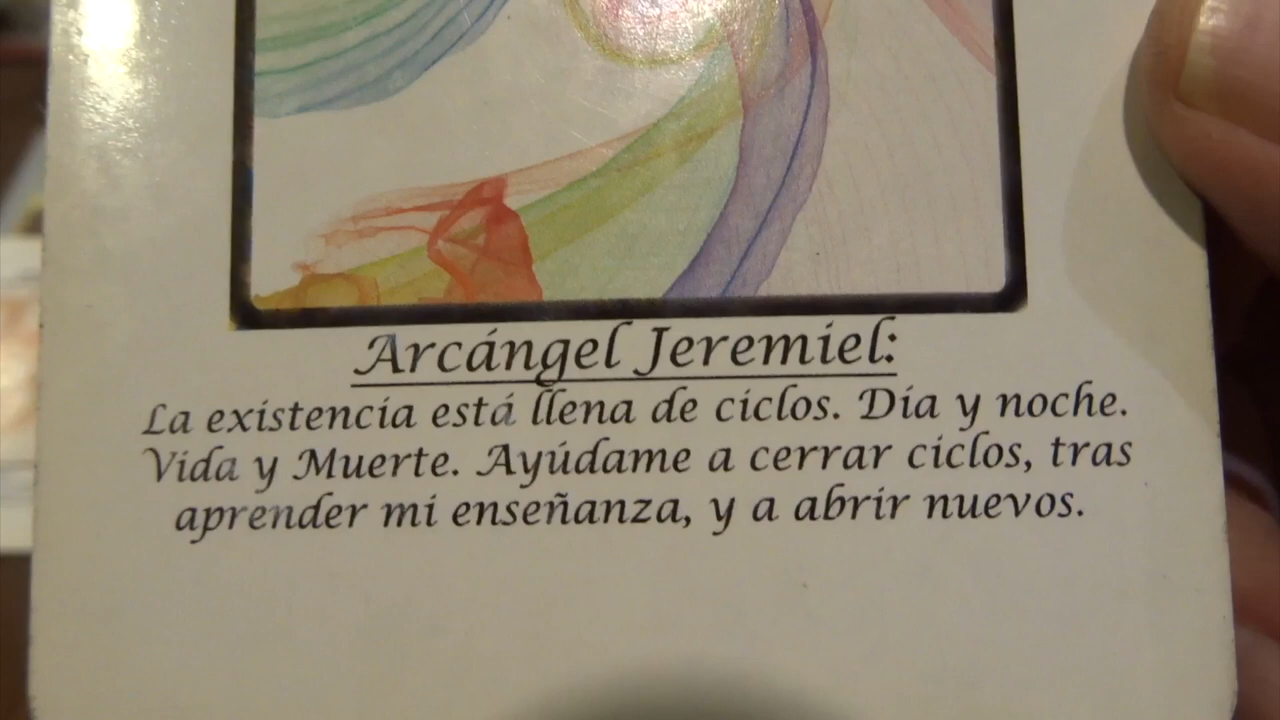 Arcángel Jeremiel:
La existencia está llena de ciclos. Día y noche.
Vida y Muerte. Ayúdame a cerrar ciclos, tras
aprender mi enseñanza, y a abrir nuevos.